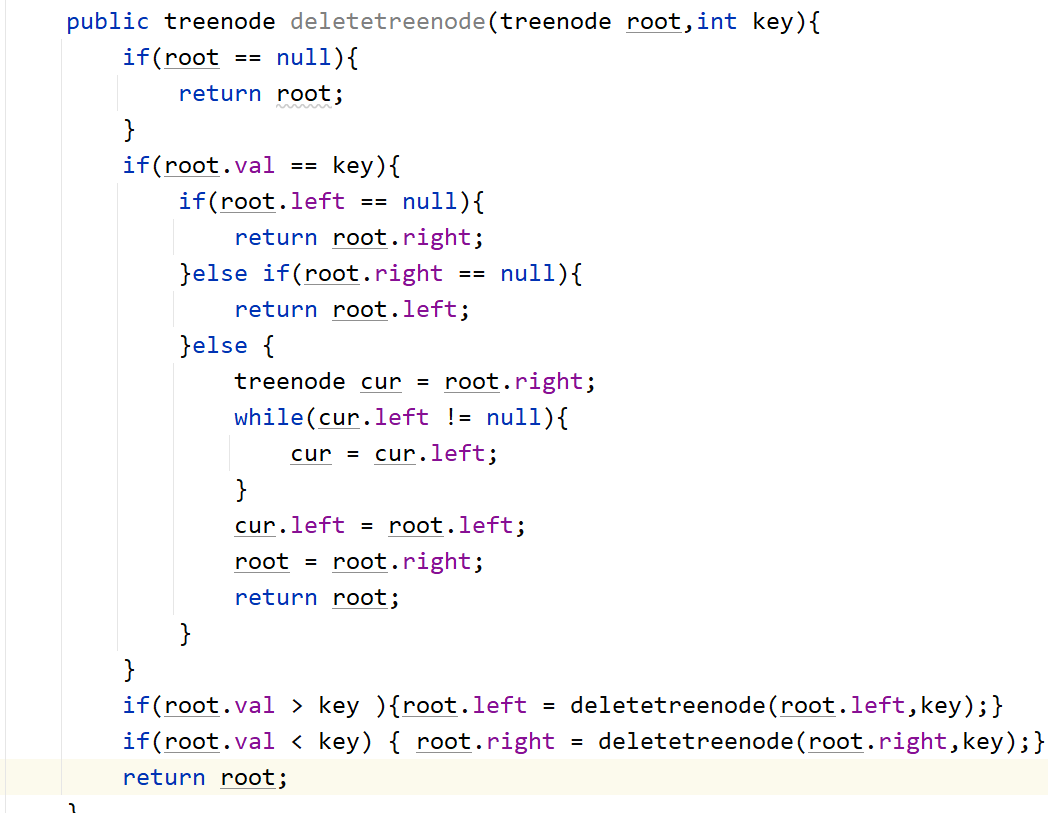 public treenode deletetreenode(treenode root,int key){
if(root == null){
return root;
}
if(root.val == key){
if(root.left == null){
return root.right;
}else if(root.right == null){
return root.left;
}else {
treenode cur = root.right;
while(cur.left != null){
cur = cur.left;
}
cur.left = root.left;
root = root.right;
return root;
}
}
if(root.val > key ){root.left = deletetreenode(root.left,key);}
if(root.val < key) { root.right = deletetreenode(root.right,key);}
return root;
}